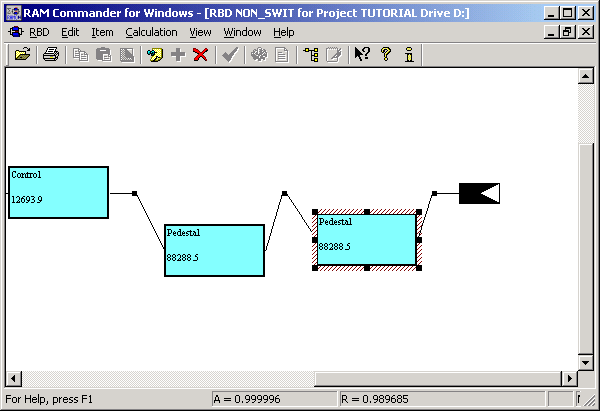 RAM Commander for Windows - [RBD NON_SWIT for Project TUTORIAL Drive D:]
RBD Edit Item Calculation View Window Help
Control
12693.9
Pedestal
88288.5
Pedestal
88288.5
For Help, press F1 A = 0.999996 R = 0.989685